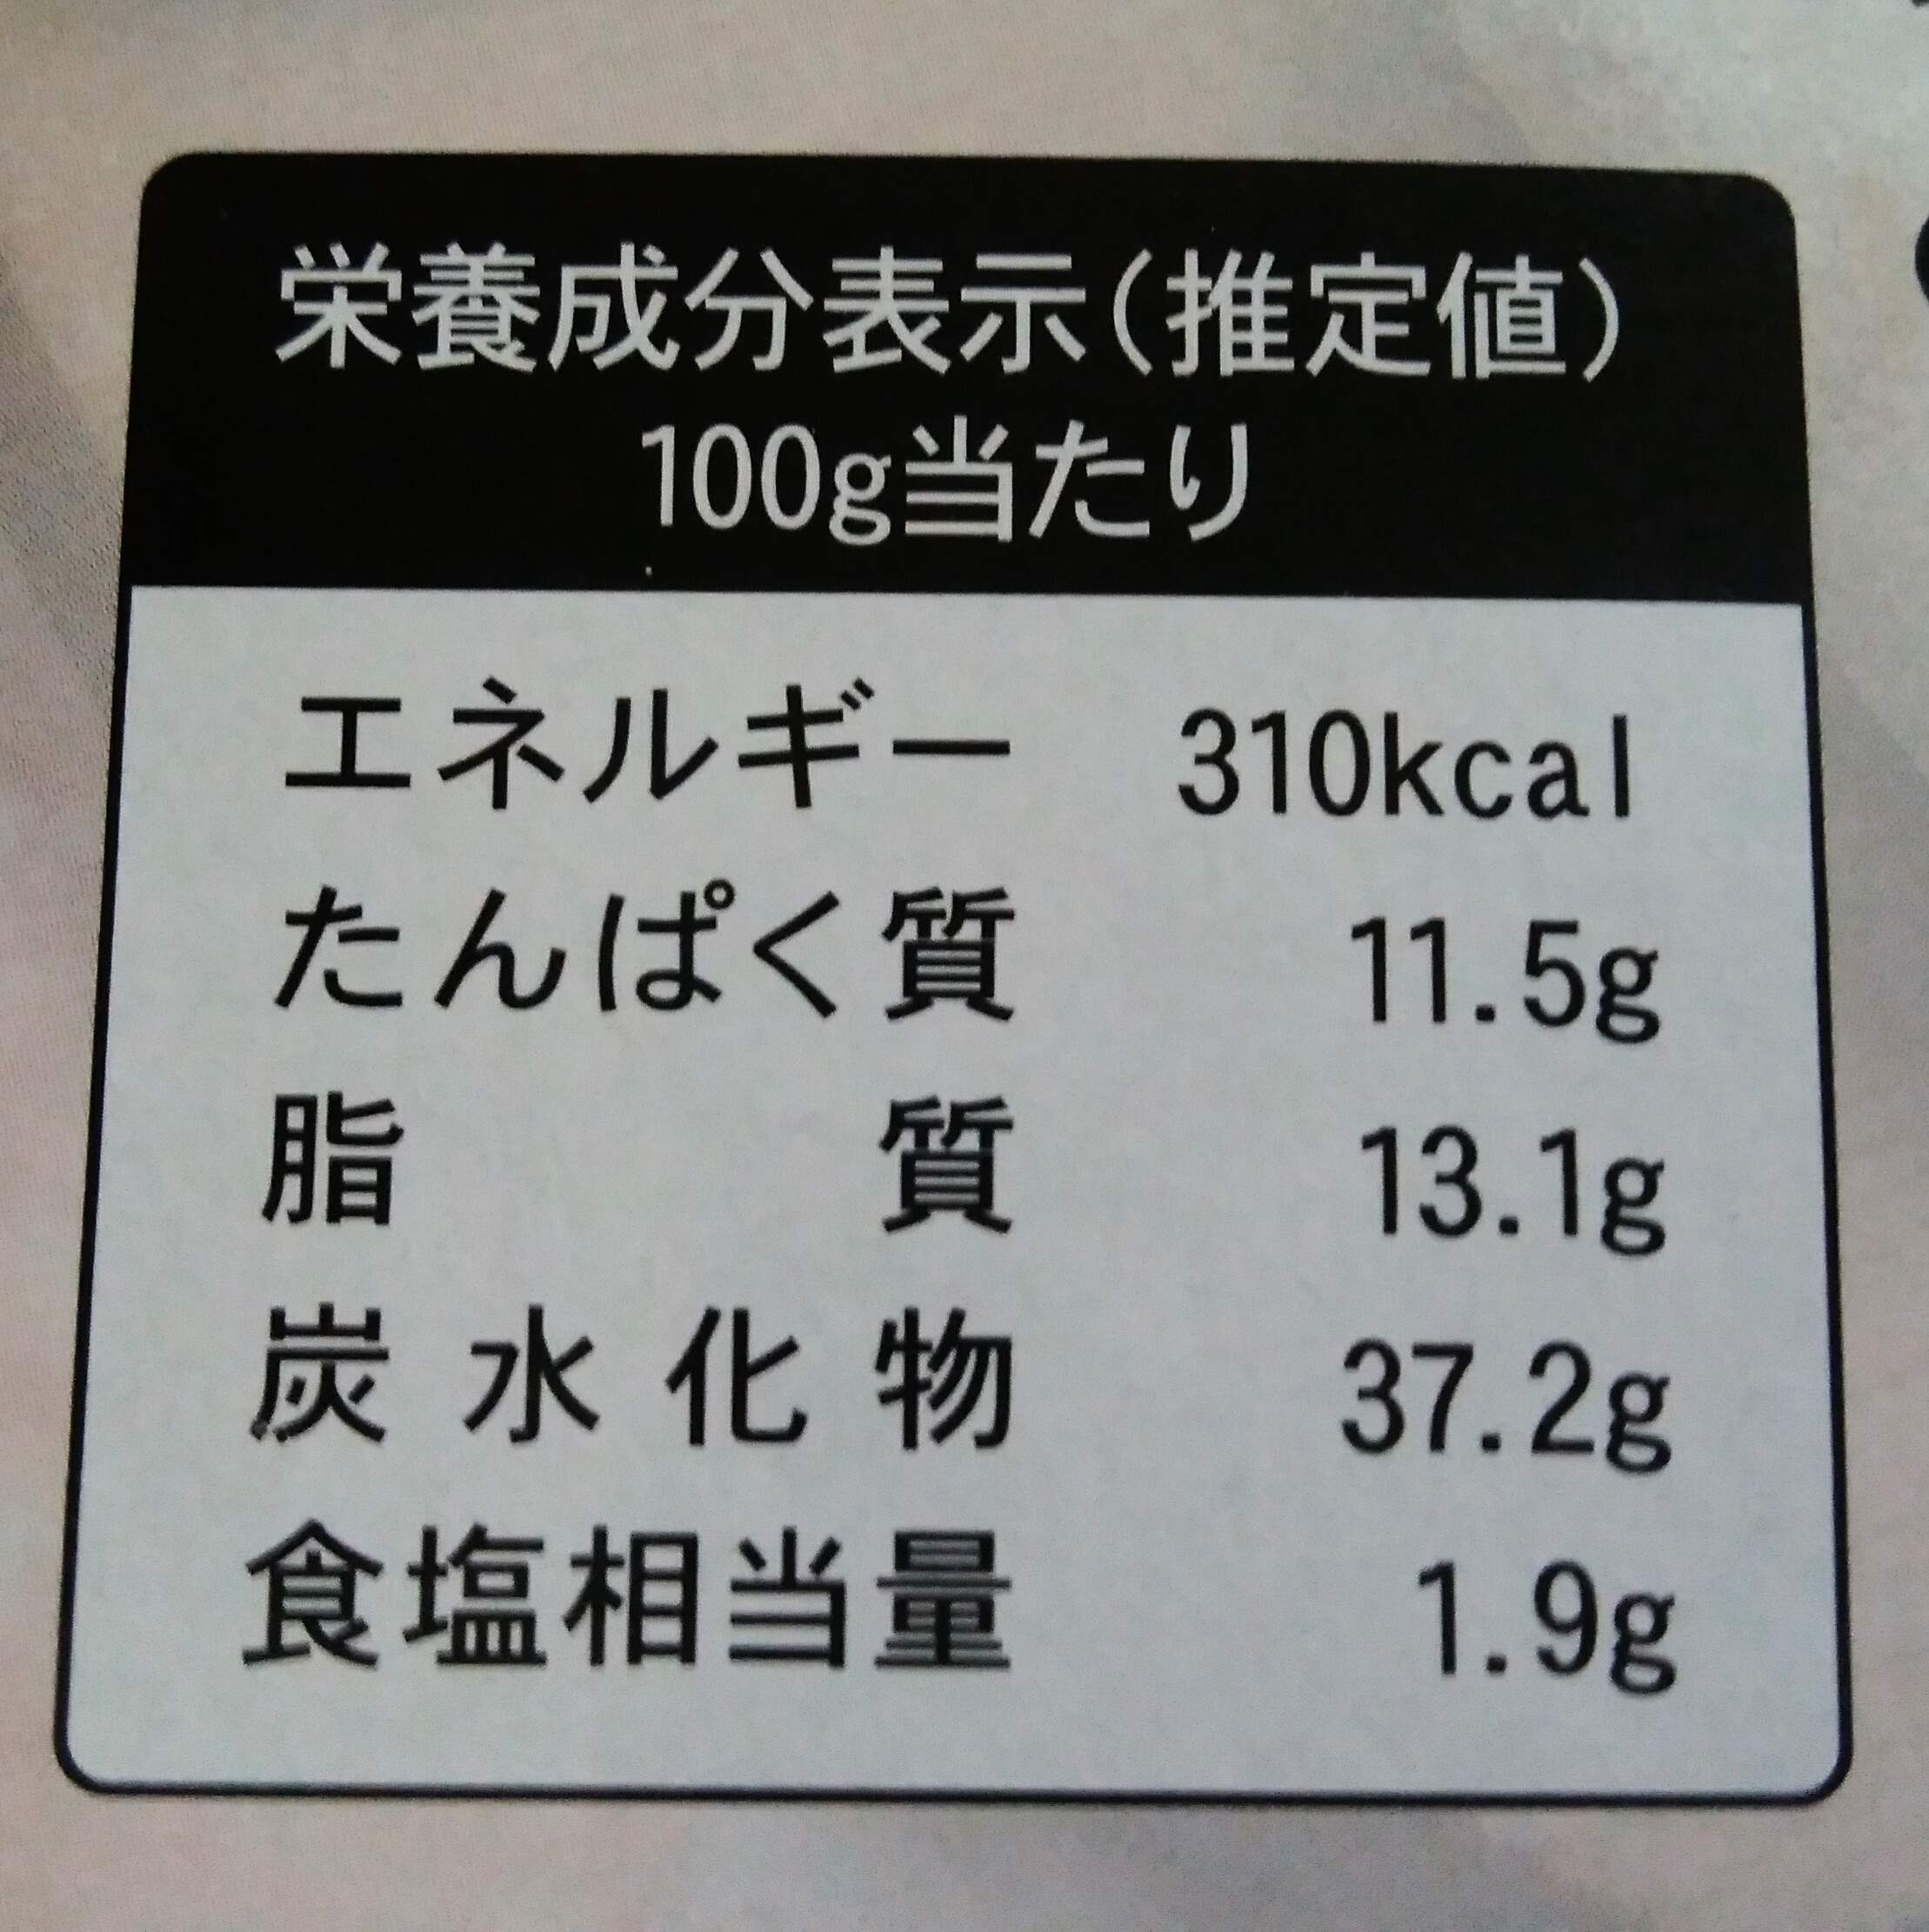 栄養成分表示(推定値)
100g当たり
エネルギー 310kcal
たんぱく質 11.5g
脂質 13.1g
炭水化物 37.2g
食塩相当量 1.9g